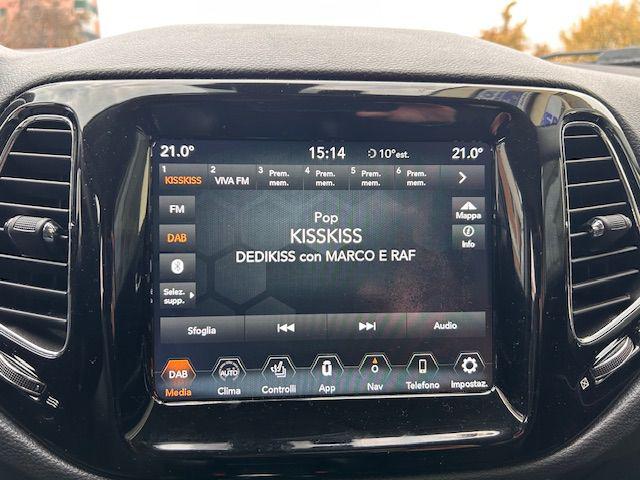 21.0°
15:14
10°est.
21.0°
1 KISSKISS
2 VIVA FM
3 Prem. mem.
4 Prem. mem.
5 Prem. mem.
6 Prem. mem.
FM
DAB
Selez. supp.
Pop
KISSKISS
DEDIKISS con MARCO E RAF
Mappa
Info
Sfoglia
Audio
DAB
Media
AUTO
Clima
Controlli
App
Nav
Telefono
Impostaz.